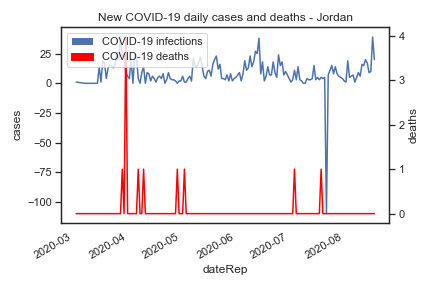 New COVID-19 daily cases and deaths - Jordan
COVID-19 infections
COVID-19 deaths
25
0
−25
−50
−75
−100
cases
4
3
2
1
0
deaths
2020-03
2020-04
2020-05
2020-06
2020-07
2020-08
dateRep